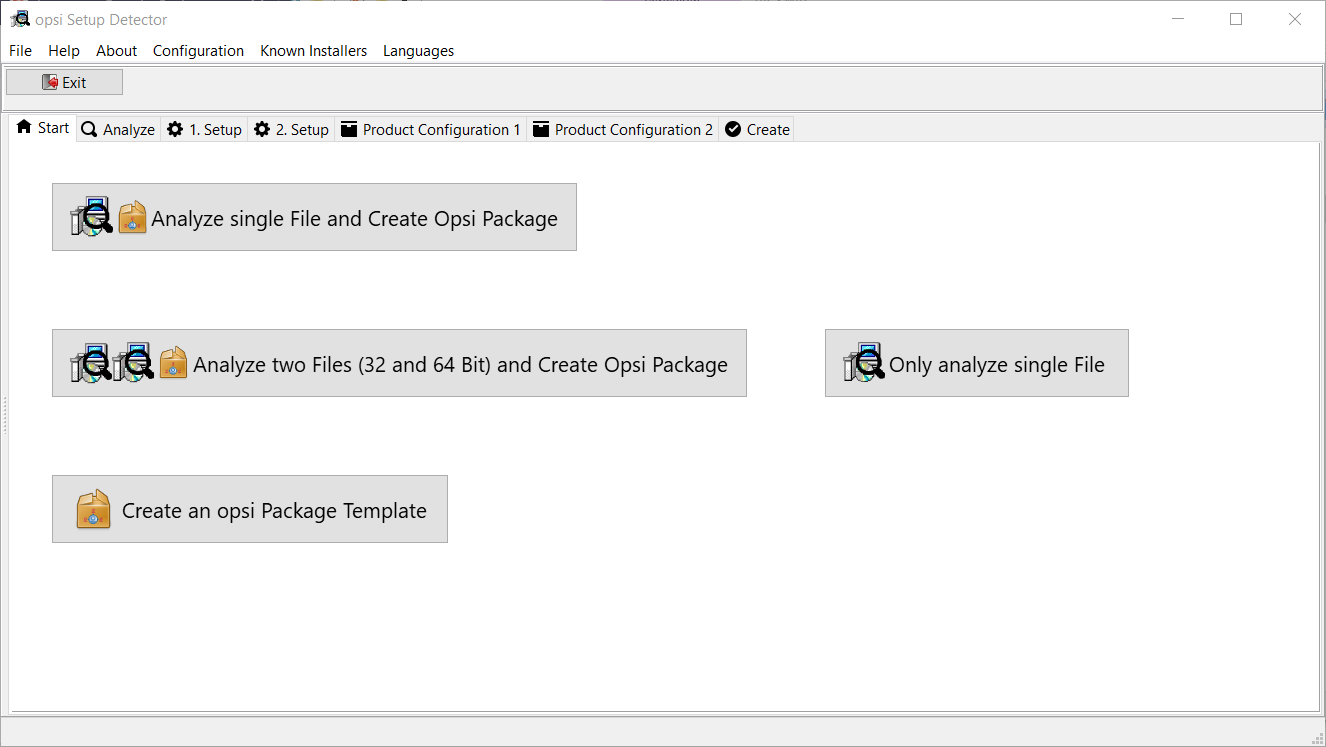 opsi Setup Detector
File Help About Configuration Known Installers Languages
Exit
Start Analyze 1. Setup 2. Setup Product Configuration 1 Product Configuration 2 Create
Analyze single File and Create Opsi Package
Analyze two Files (32 and 64 Bit) and Create Opsi Package
Only analyze single File
Create an opsi Package Template